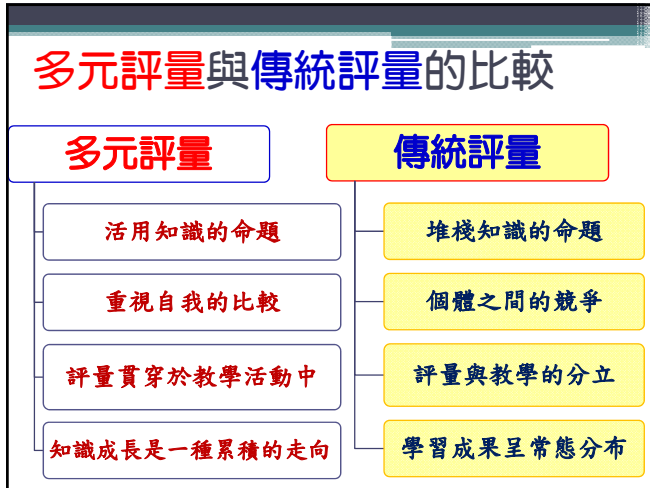 多元評量與傳統評量的比較
多元評量
活用知識的命題
重視自我的比較
評量貫穿於教學活動中
知識成長是一種累積的走向
傳統評量
堆棧知識的命題
個體之間的競爭
評量與教學的分立
學習成果呈常態分布